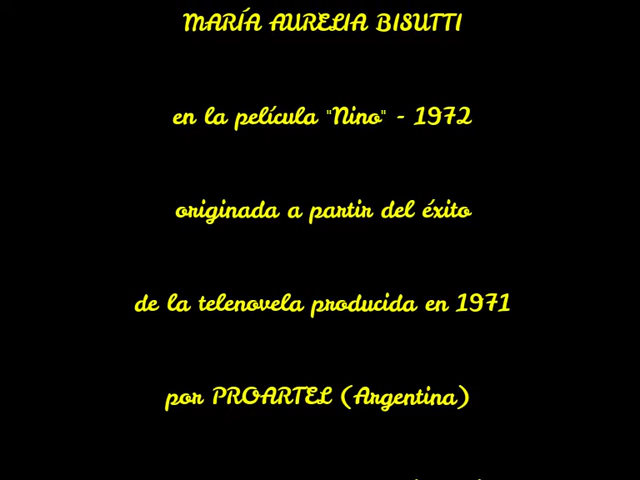 MARÍA AURELIA BISUTTI
en la película "Nino" - 1972
originada a partir del éxito
de la telenovela producida en 1971
por PROARTEL (Argentina)